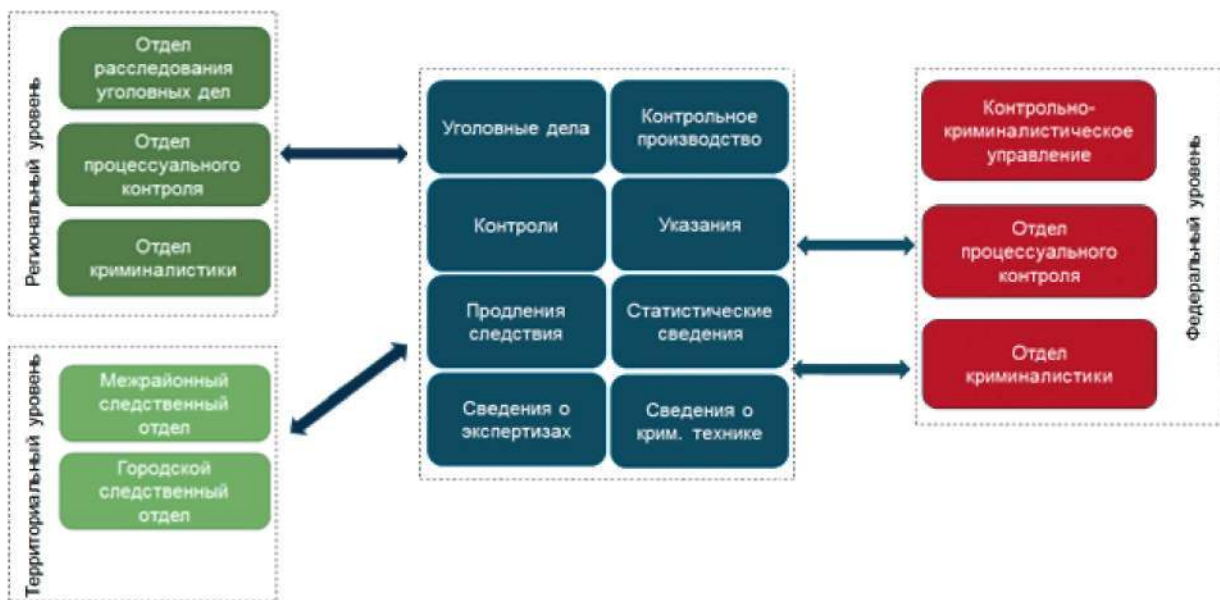 Региональный уровень
Отдел
расследования
уголовных дел
Отдел
процессуального
контроля
Отдел
криминалистики
Территориальный уровень
Межрайонный
следственный
отдел
Городской
следственный
отдел
Уголовные дела
Контрольное
производство
Контроли
Указания
Продления
следствия
Статистические
сведения
Сведения о
экспертизах
Сведения о
крим. технике
Контрольно-
криминалистическое
управление
Отдел
процессуального
контроля
Отдел
криминалистики
Федеральный уровень